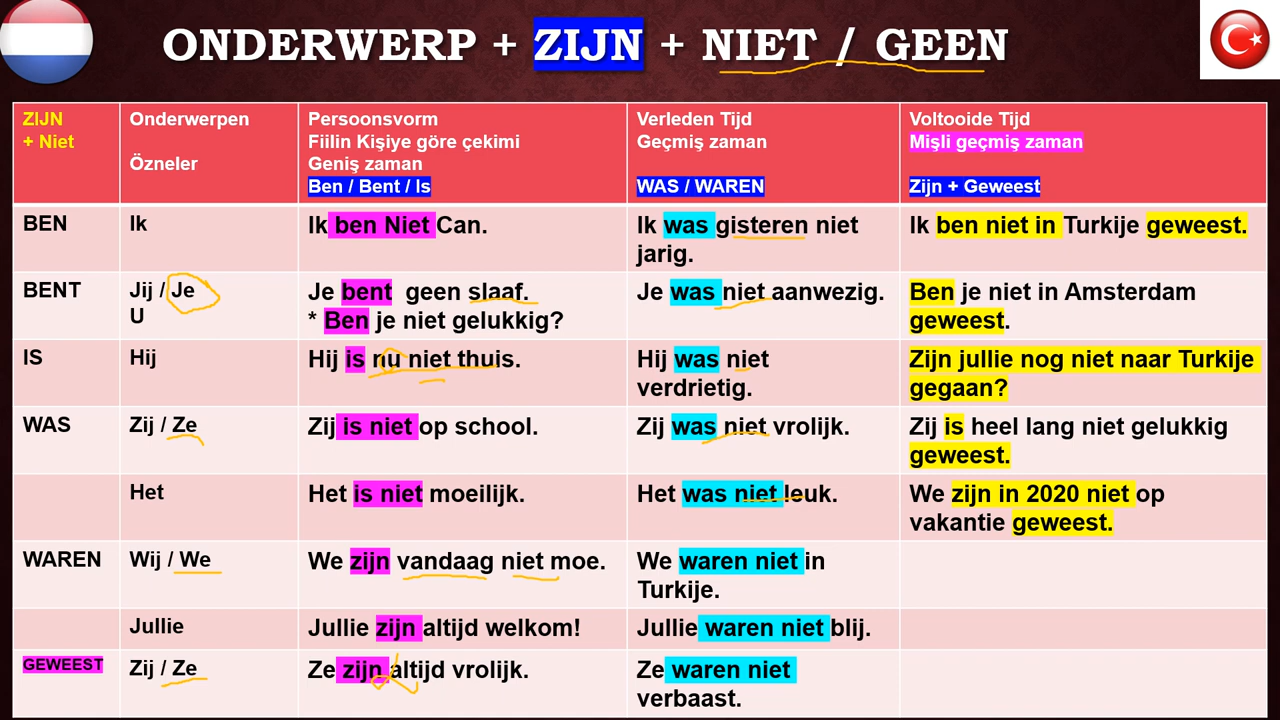 ONDERWERP + ZIJN + NIET / GEEN
ZIJN
+ Niet
Onderwerpen
Özneler
Persoonsvorm
Fiilin Kişiye göre çekimi
Geniş zaman
Ben / Bent / Is
Verleden Tijd
Geçmiş zaman
WAS / WAREN
Voltooide Tijd
Mişli geçmiş zaman
Zijn + Geweest
BEN
Ik
Ik ben Niet Can.
Ik was gisteren niet
jarig.
Ik ben niet in Turkije geweest.
BENT
Jij / Je
U
Je bent geen slaaf.
* Ben je niet gelukkig?
Je was niet aanwezig.
Ben je niet in Amsterdam
geweest.
IS
Hij
Hij is nu niet thuis.
Hij was niet
verdrietig.
Zijn jullie nog niet naar Turkije
gegaan?
WAS
Zij / Ze
Zij is niet op school.
Zij was niet vrolijk.
Zij is heel lang niet gelukkig
geweest.
Het
Het is niet moeilijk.
Het was niet leuk.
We zijn in 2020 niet op
vakantie geweest.
WAREN
Wij / We
We zijn vandaag niet moe.
We waren niet in
Turkije.
Jullie
Jullie zijn altijd welkom!
Jullie waren niet blij.
GEWEEST
Zij / Ze
Ze zijn altijd vrolijk.
Ze waren niet
verbaast.